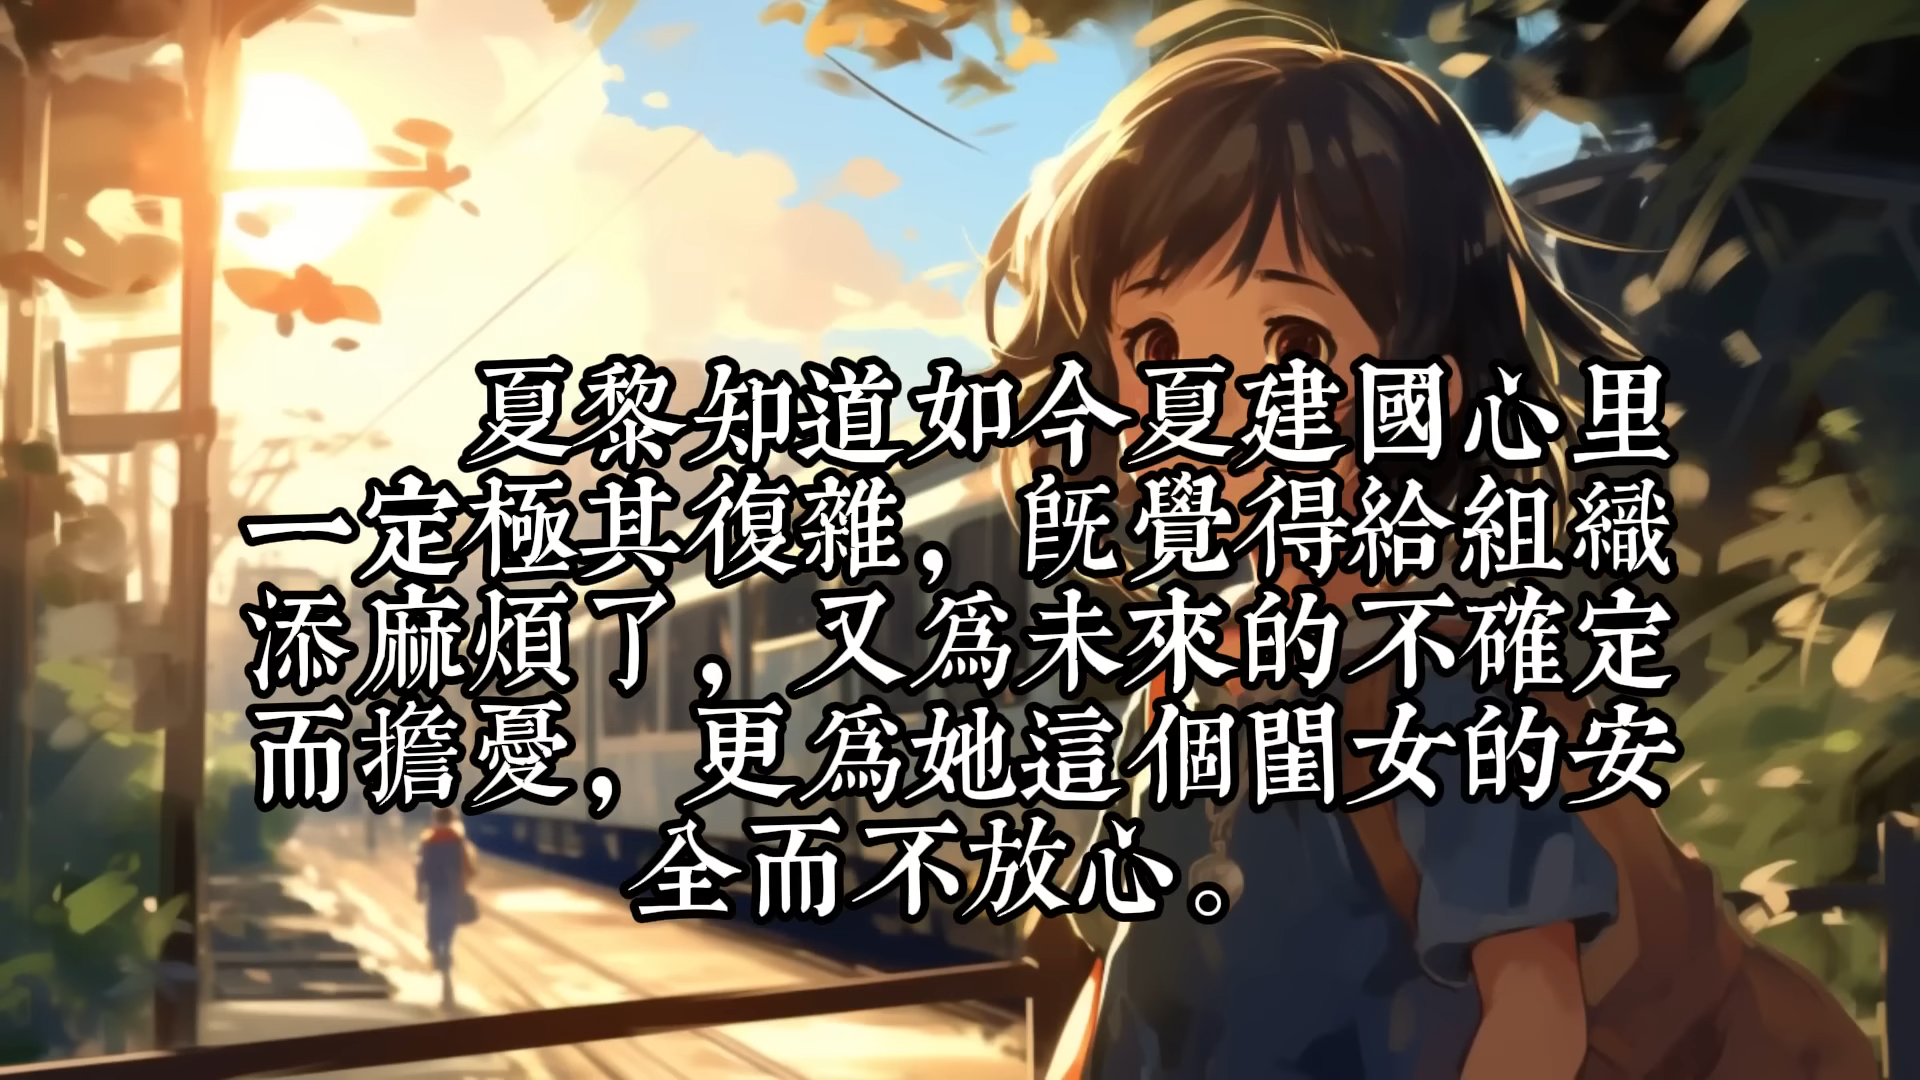 夏黎知道如今夏建國心里
一定極其復雜，既覺得給組織
添麻煩了，又爲未來的不確定
而擔憂，更爲她這個閨女的安
全而不放心。